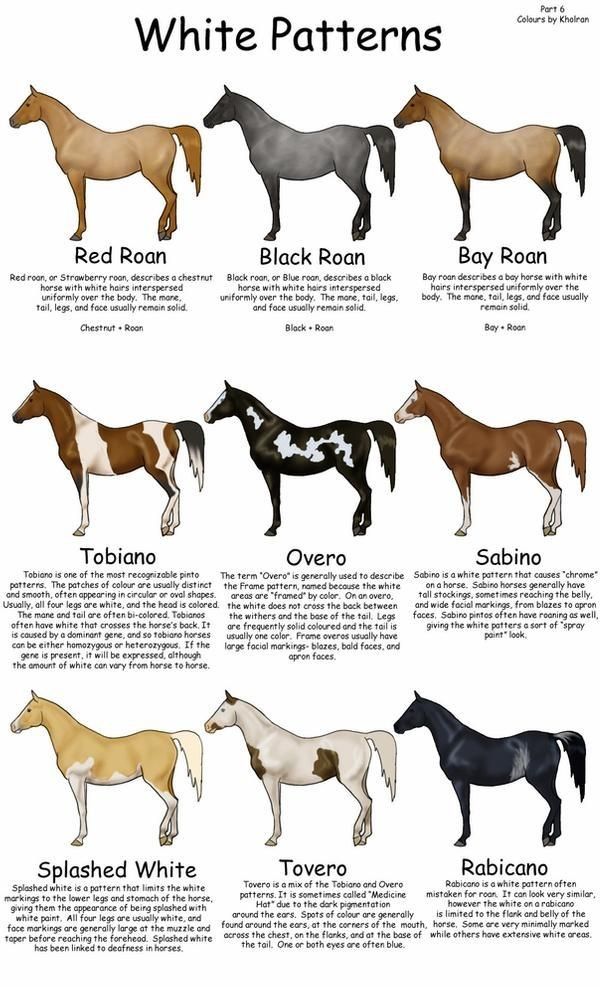 Part 6
Colours by Kholran
White Patterns
Red Roan
Red roan, or Strawberry roan, describes a chestnut
horse with white hairs interspersed
uniformly over the body. The mane,
tail, legs, and face usually remain solid.
Chestnut + Roan
Black Roan
Black roan, or Blue roan, describes a black
horse with white hairs interspersed
uniformly over the body. The mane, tail, legs,
and face usually remain solid.
Black + Roan
Bay Roan
Bay roan describes a bay horse with white
hairs interspersed uniformly over the
body. The mane, tail, legs, and face usually
remain solid.
Bay + Roan
Tobiano
Tobiano is one of the most recognizable pinto
patterns. The patches of colour are usually distinct
and smooth, often appearing in circular or oval shapes.
Usually, all four legs are white, and the head is colored.
The mane and tail are often bi-colored. Tobianos
often have white that crosses the horse's back. It
is caused by a dominant gene, and so tobiano horses
can be either homozygous or heterozygous. If the
gene is present, it will be expressed, although
the amount of white can vary from horse to horse.
Overo
The term "Overo" is generally used to describe
the Frame pattern, named because the white
areas are "framed" by color. On an overo,
the white does not cross the back between
the withers and the base of the tail. Legs
are frequently solid coloured and the tail is
usually one color. Frame overos usually have
large facial markings- blazes, bald faces, and
apron faces.
Sabino
Sabino is a white pattern that causes "chrome"
on a horse. Sabino horses generally have
tall stockings, sometimes reaching the belly,
and wide facial markings, from blazes to apron
faces. Sabino pintos often have roaning as well,
giving the white patters a sort of "spray
paint" look.
Splashed White
Splashed white is a pattern that limits the white
markings to the lower legs and stomach of the horse,
giving them the appearance of being splashed with
white paint. All four legs are usually white, and
face markings are generally large at the muzzle and
taper before reaching the forehead. Splashed white
has been linked to deafness in horses.
Tovero
Tovero is a mix of the Tobiano and Overo
patterns. It is sometimes called "Medicine
Hat" due to the dark pigmentation
around the ears. Spots of colour are generally
found around the ears, at the corners of the mouth,
across the chest, on the flanks, and at the base of
the tail. One or both eyes are often blue.
Rabicano
Rabicano is a white pattern often
mistaken for roan. It can look very similar,
however the white on a rabicano
is limited to the flank and belly of the
horse. Some are very minimally marked
while others have extensive white areas.